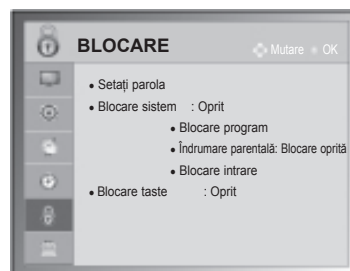 BLOCARE Mutare OK
• Setați parola
• Blocare sistem : Oprit
• Blocare program
• Îndrumare parentală: Blocare oprită
• Blocare intrare
• Blocare taste : Oprit